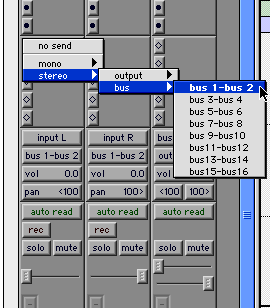 no send
mono
stereo
output
bus
bus 1-bus 2
bus 3-bus 4
bus 5-bus 6
bus 7-bus 8
bus 9-bus10
bus11-bus12
bus13-bus14
bus15-bus16
input L input R
bus 1-bus 2 bus 1-bus 2
vol 0.0 vol 0.0 vol
pan <100 pan 100> <100 100>
auto read auto read auto read
rec rec
solo mute solo mute solo mute